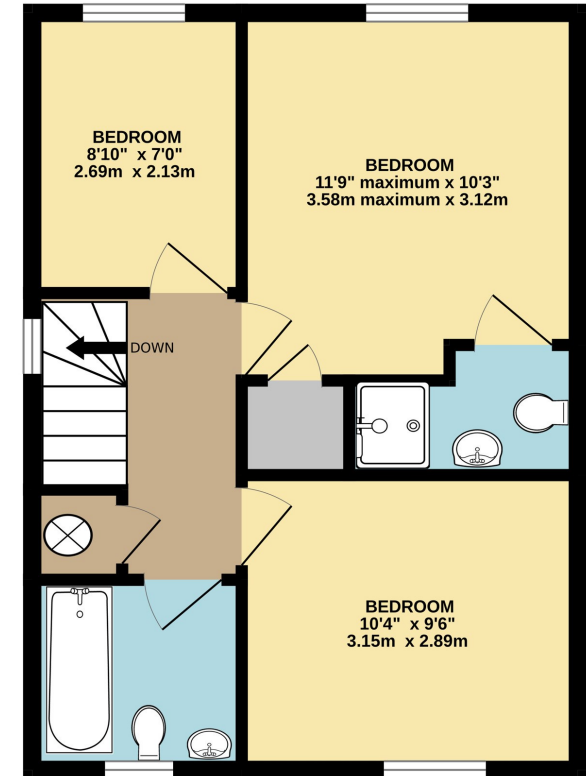 BEDROOM
8'10"  x 7'0"
2.69m  x 2.13m
BEDROOM
11'9" maximum x 10'3"
3.58m maximum x 3.12m
DOWN
BEDROOM
10'4"  x 9'6"
3.15m  x 2.89m